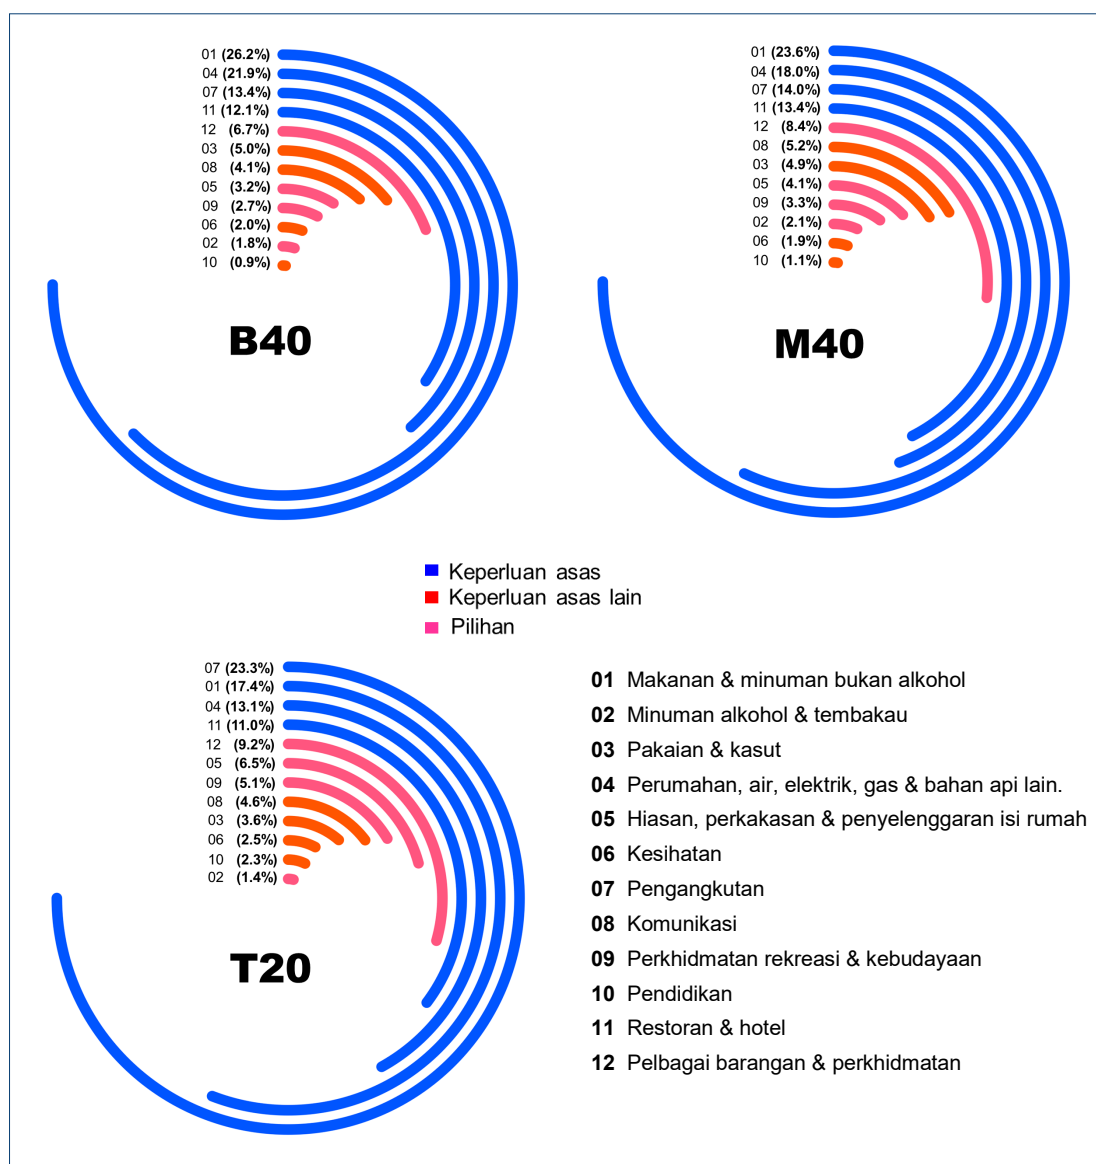 01 (26.2%)
04 (21.9%)
07 (13.4%)
11 (12.1%)
12 (6.7%)
03 (5.0%)
08 (4.1%)
05 (3.2%)
09 (2.7%)
06 (2.0%)
02 (1.8%)
10 (0.9%)
B40
01 (23.6%)
04 (18.0%)
07 (14.0%)
11 (13.4%)
12 (8.4%)
08 (5.2%)
03 (4.9%)
05 (4.1%)
09 (3.3%)
02 (2.1%)
06 (1.9%)
10 (1.1%)
M40
Keperluan asas
Keperluan asas lain
Pilihan
07 (23.3%)
01 (17.4%)
04 (13.1%)
11 (11.0%)
12 (9.2%)
05 (6.5%)
09 (5.1%)
08 (4.6%)
03 (3.6%)
06 (2.5%)
10 (2.3%)
02 (1.4%)
T20
01 Makanan & minuman bukan alkohol
02 Minuman alkohol & tembakau
03 Pakaian & kasut
04 Perumahan, air, elektrik, gas & bahan api lain.
05 Hiasan, perkakasan & penyelenggaran isi rumah
06 Kesihatan
07 Pengangkutan
08 Komunikasi
09 Perkhidmatan rekreasi & kebudayaan
10 Pendidikan
11 Restoran & hotel
12 Pelbagai barangan & perkhidmatan